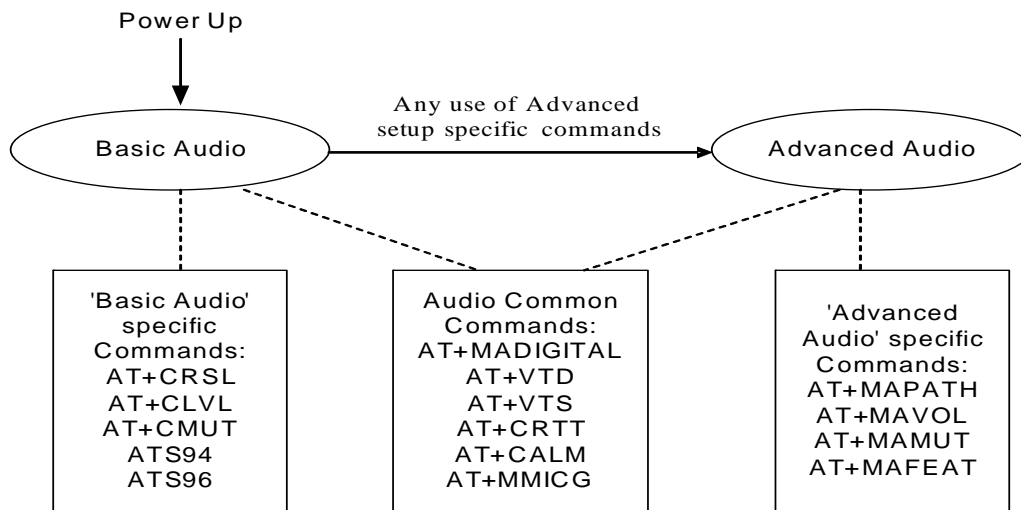 Power Up
Any use of Advanced
setup specific commands
Basic Audio
Advanced Audio
'Basic Audio'
specific
Commands:
AT+CRSL
AT+CLVL
AT+CMUT
ATS94
ATS96
Audio Common
Commands:
AT+MADIGITAL
AT+VTD
AT+VTS
AT+CRTT
AT+CALM
AT+MMICG
'Advanced
Audio' specific
Commands:
AT+MAPATH
AT+MAVOL
AT+MAMUT
AT+MAFEAT